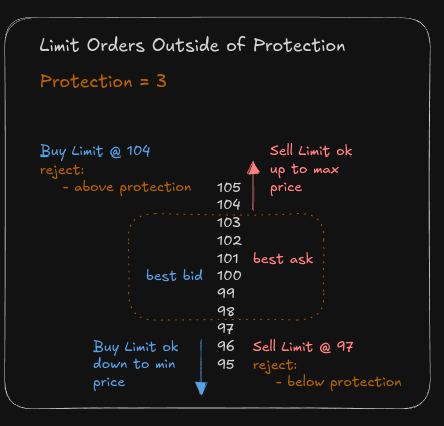 Limit Orders Outside of Protection
Protection = 3
Buy Limit @ 104
reject:
- above protection
Sell Limit ok
up to max
price
105
104
103
102
101
best ask
best bid
100
99
98
97
96
95
Buy Limit ok
down to min
price
Sell Limit @ 97
reject:
- below protection